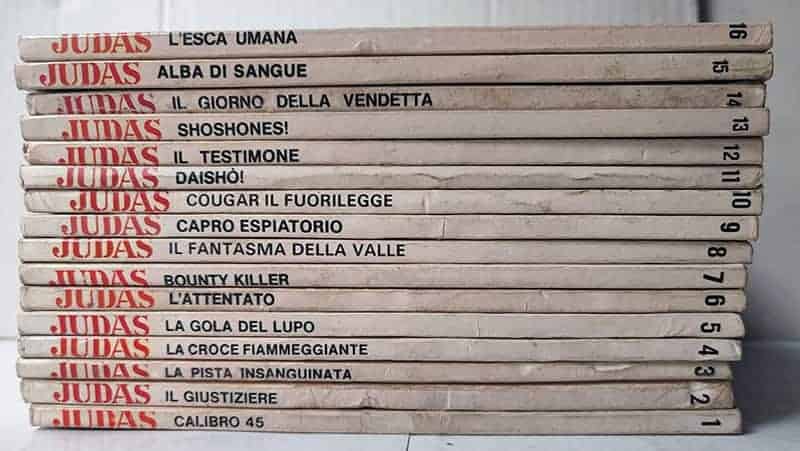 JUDAS L'ESCA UMANA 16
JUDAS ALBA DI SANGUE 15
JUDAS IL GIORNO DELLA VENDETTA 14
JUDAS SHOSHONES! 13
JUDAS IL TESTIMONE 12
JUDAS DAISHÒ! 11
JUDAS COUGAR IL FUORILEGGE 10
JUDAS CAPRO ESPIATORIO 9
JUDAS IL FANTASMA DELLA VALLE 8
JUDAS BOUNTY KILLER 7
JUDAS L'ATTENTATO 6
JUDAS LA GOLA DEL LUPO 5
JUDAS LA CROCE FIAMMEGGIANTE 4
JUDAS LA PISTA INSANGUINATA 3
JUDAS IL GIUSTIZIERE 2
JUDAS CALIBRO 45 1